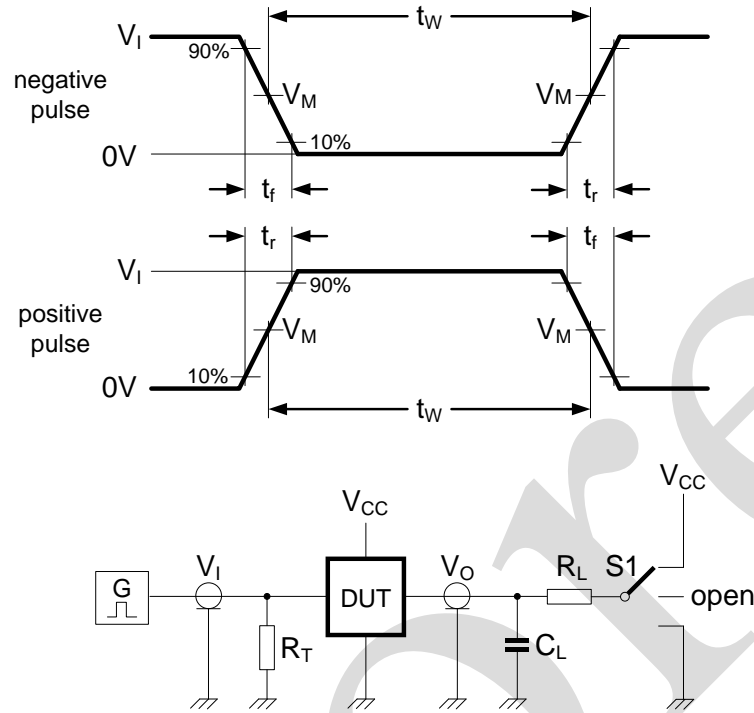 t_W
V_I
90%
negative
pulse
V_M
V_M
0V
10%
t_f
t_r
t_r
t_f
V_I
90%
positive
pulse
V_M
V_M
10%
0V
t_W
V_CC
V_CC
G
V_I
DUT
V_O
R_L
S1
open
R_T
C_L